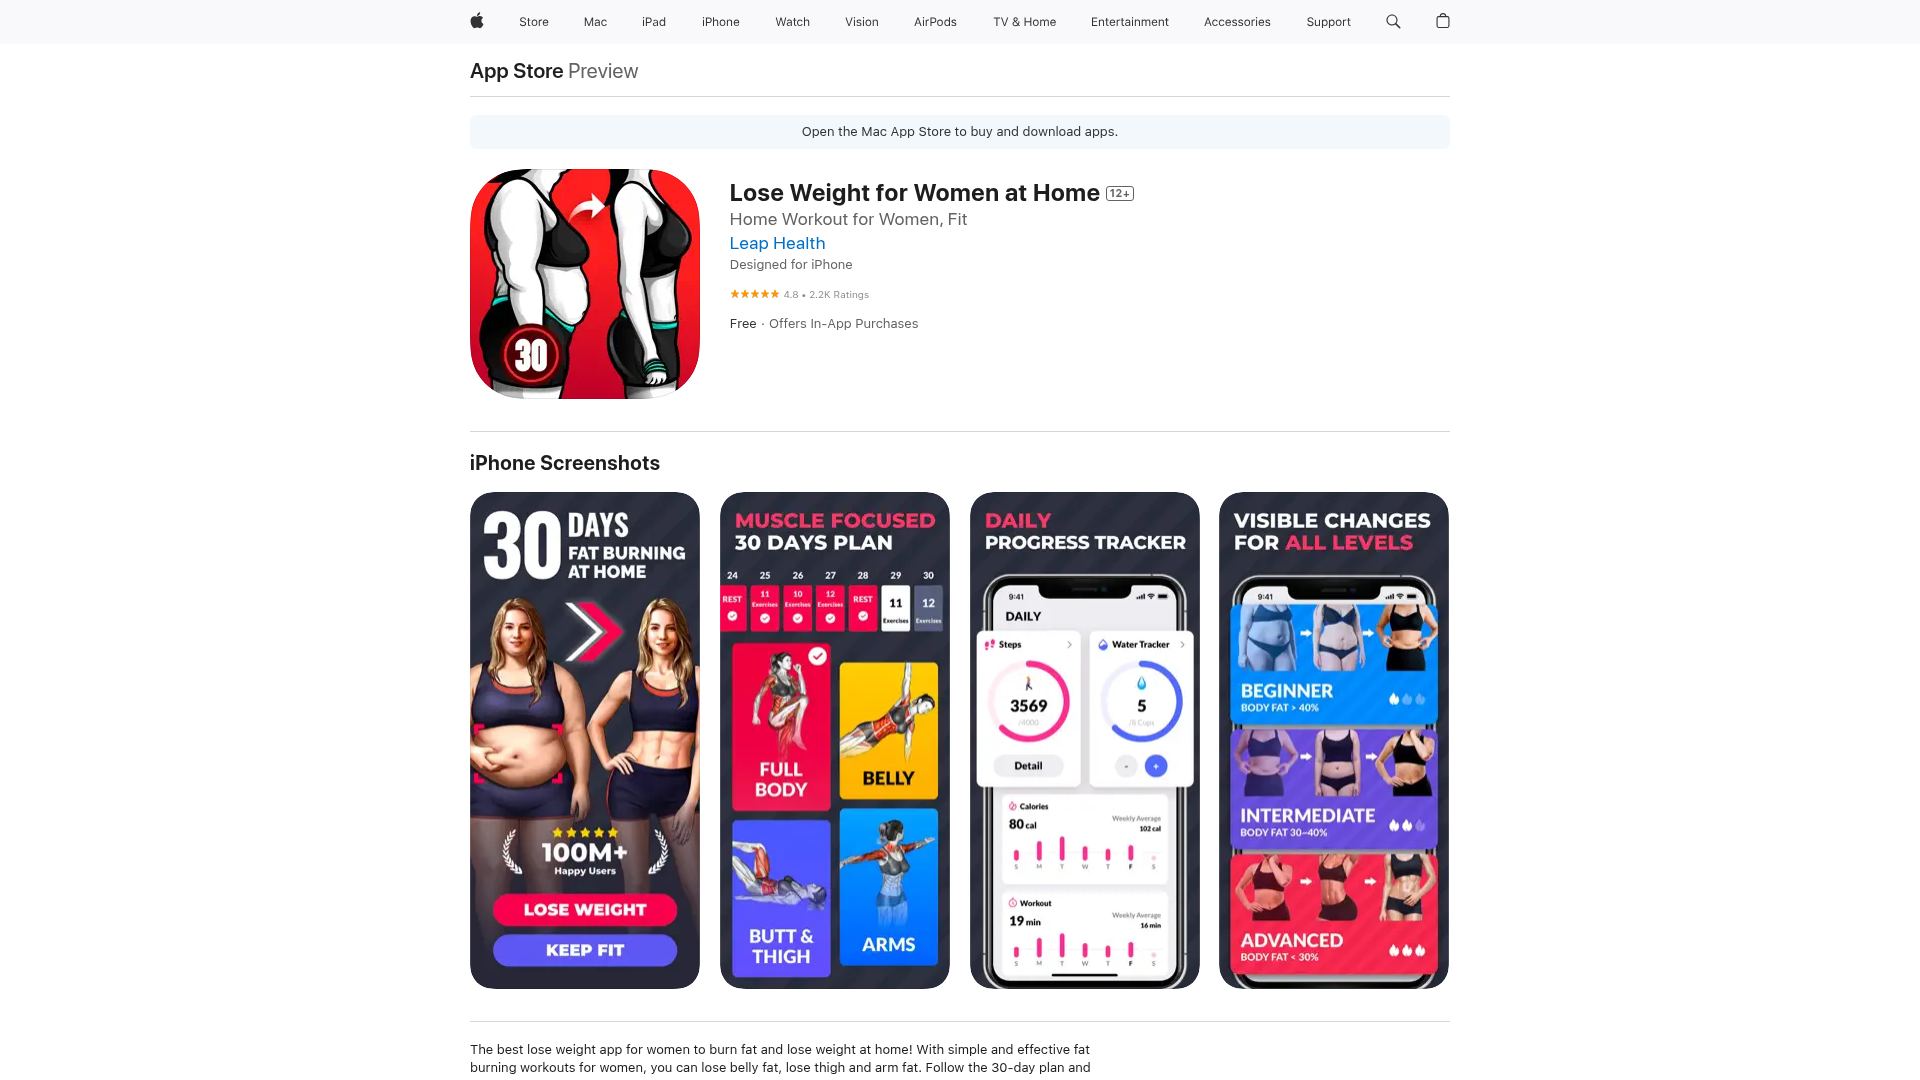 Store
Mac
iPad
iPhone
Watch
Vision
AirPods
TV & Home
Entertainment
Accessories
Support
App Store Preview
Open the Mac App Store to buy and download apps.
Lose Weight for Women at Home 12+
Home Workout for Women, Fit
Leap Health
Designed for iPhone
4.8 • 2.2K Ratings
Free · Offers In-App Purchases
30
iPhone Screenshots
30 DAYS
FAT BURNING
AT HOME
100M+
Happy Users
LOSE WEIGHT
KEEP FIT
MUSCLE FOCUSED
30 DAYS PLAN
24 25 26 27 28 29 30
REST 11 Exercises 10 Exercises 12 Exercises REST 11 Exercises 12 Exercises
FULL
BODY
BELLY
BUTT &
THIGH
ARMS
DAILY
PROGRESS TRACKER
9:41
DAILY
Steps
3569
/4000
Detail
Water Tracker
5
/8 Cups
- +
Calories
80 cal
Weekly Average
102 cal
S M T W T F S
Workout
19 min
Weekly Average
16 min
S M T W T F S
VISIBLE CHANGES
FOR ALL LEVELS
9:41
BEGINNER
BODY FAT > 40%
INTERMEDIATE
BODY FAT 30~40%
ADVANCED
BODY FAT < 30%
The best lose weight app for women to burn fat and lose weight at home! With simple and effective fat
burning workouts for women, you can lose belly fat, lose thigh and arm fat. Follow the 30-day plan and